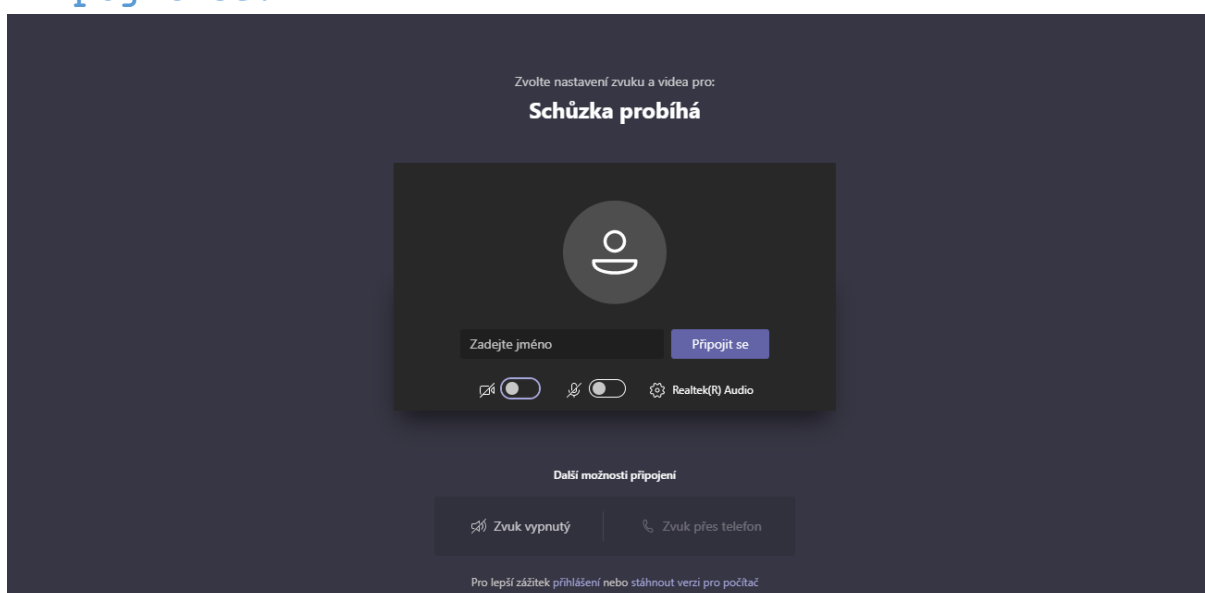 Zvolte nastavení zvuku a videa pro:
Schůzka probíhá
Zadejte jméno
Připojit se
Realtek(R) Audio
Další možnosti připojení
Zvuk vypnutý
Zvuk přes telefon
Pro lepší zážitek přihlášení nebo stáhnout verzi pro počítač